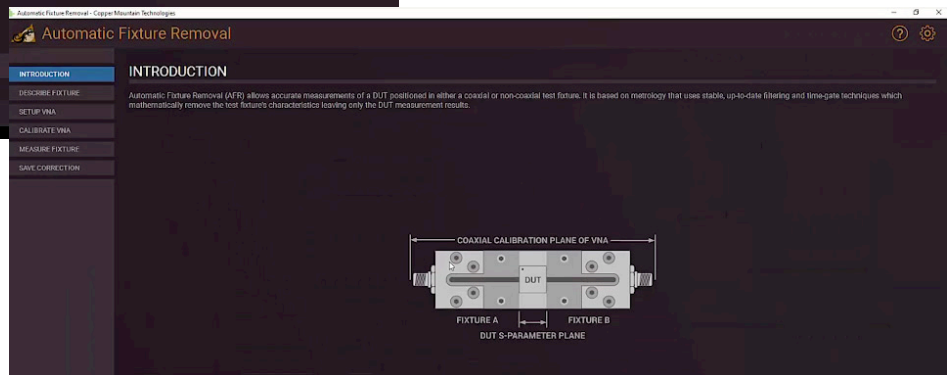 Automatic Fixture Removal - Copper Mountain Technologies
Automatic Fixture Removal
INTRODUCTION
DESCRIBE FIXTURE
SETUP VNA
CALIBRATE VNA
MEASURE FIXTURE
SAVE CORRECTION
INTRODUCTION
Automatic Fixture Removal (AFR) allows accurate measurements of a DUT positioned in either a coaxial or non-coaxial test fixture. It is based on metrology that uses stable, up-to-date filtering and time-gate techniques which
mathematically remove the test fixture's characteristics leaving only the DUT measurement results.
COAXIAL CALIBRATION PLANE OF VNA
DUT
FIXTURE A
FIXTURE B
DUT S-PARAMETER PLANE